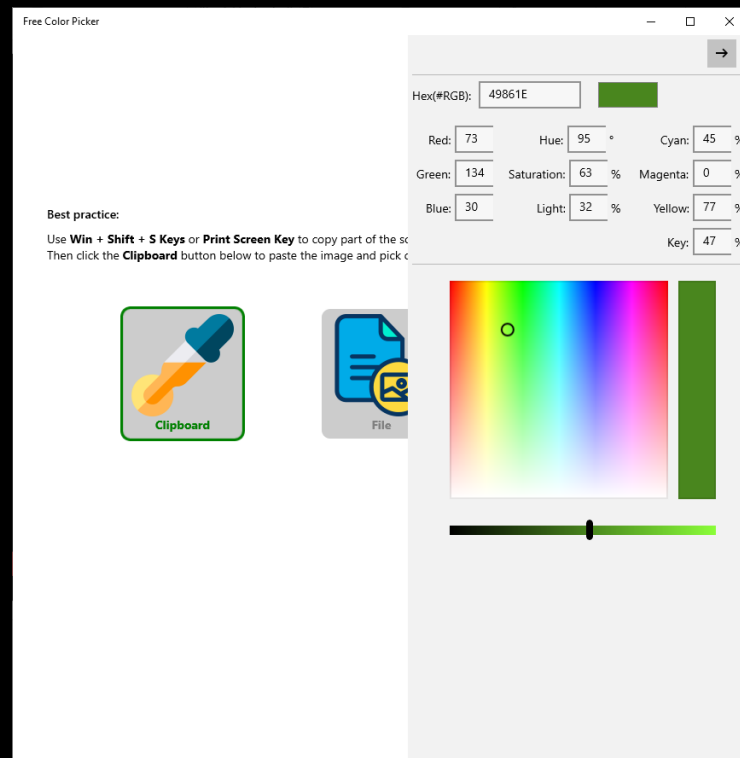 Free Color Picker
Hex(#RGB): 49861E
Red: 73 Hue: 95 ° Cyan: 45 %
Green: 134 Saturation: 63 % Magenta: 0 %
Blue: 30 Light: 32 % Yellow: 77 %
Key: 47 %
Best practice:
Use Win + Shift + S Keys or Print Screen Key to copy part of the
Then click the Clipboard button below to paste the image and pick
Clipboard
File